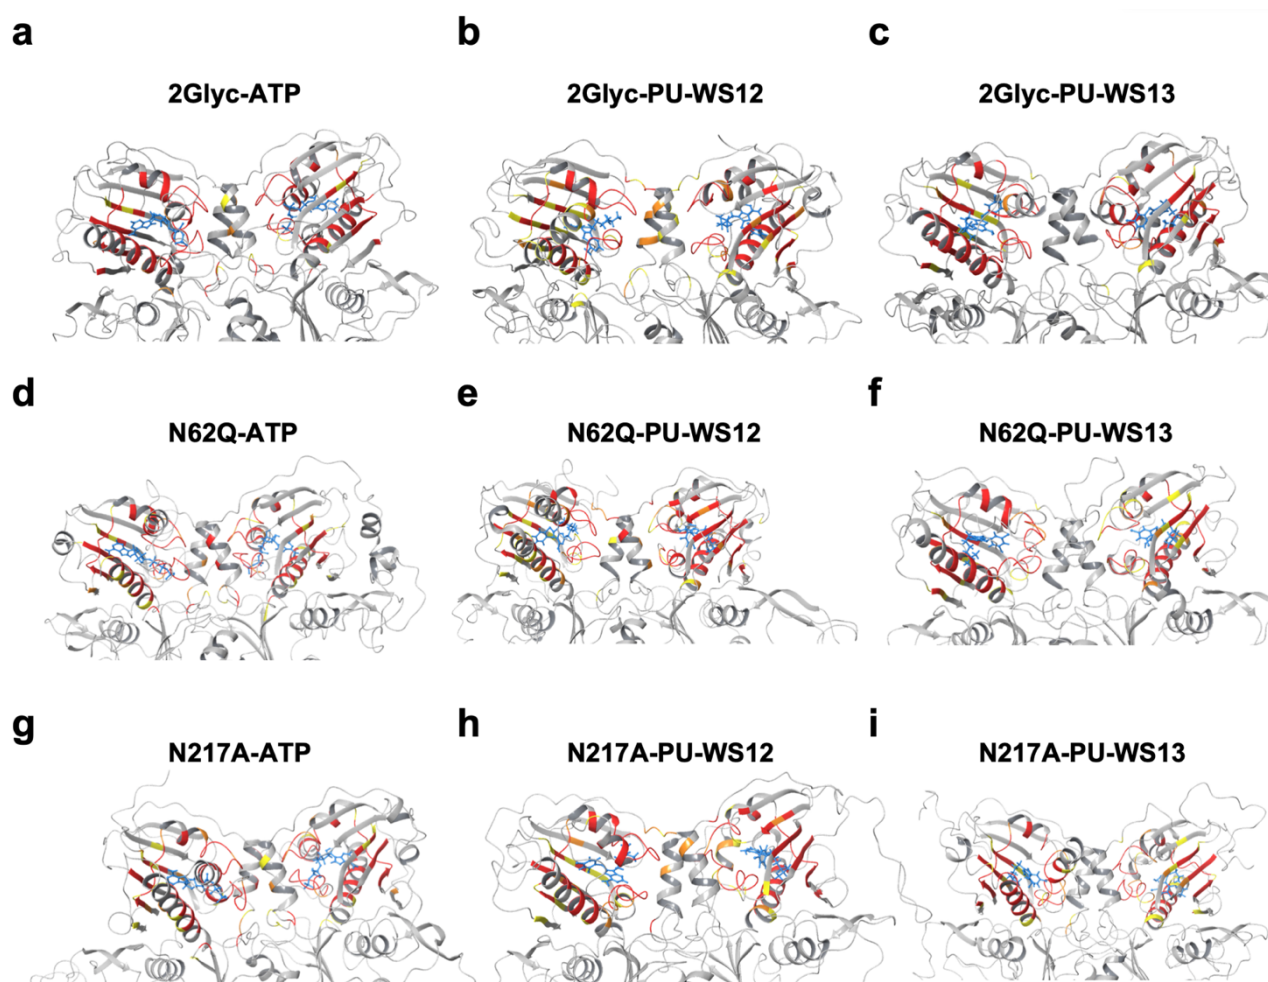 a
b
c
2Glyc-ATP
2Glyc-PU-WS12
2Glyc-PU-WS13
d
e
f
N62Q-ATP
N62Q-PU-WS12
N62Q-PU-WS13
g
h
i
N217A-ATP
N217A-PU-WS12
N217A-PU-WS13